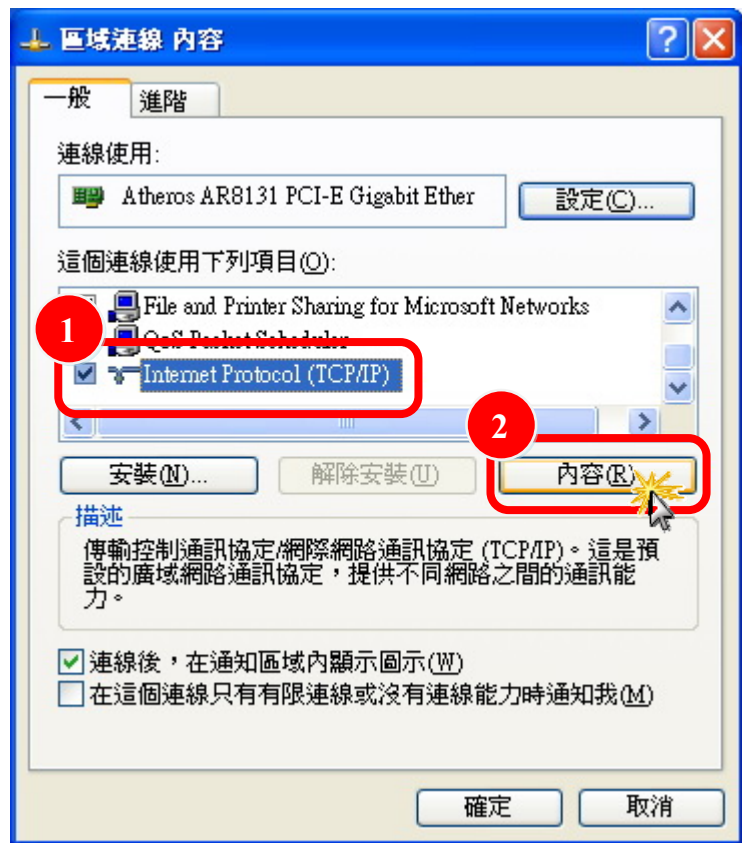 區域連線 內容
一般
進階
連線使用:
Atheros AR8131 PCI-E Gigabit Ether
設定(C)...
這個連線使用下列項目(O):
File and Printer Sharing for Microsoft Networks
1
QoS Packet Scheduler
Internet Protocol (TCP/IP)
2
安裝(N)...
解除安裝(U)
內容(R)
描述
傳輸控制通訊協定/網際網路通訊協定 (TCP/IP)。這是預
設的廣域網路通訊協定，提供不同網路之間的通訊能
力。
連線後，在通知區域內顯示圖示(W)
在這個連線只有有限連線或沒有連線能力時通知我(M)
確定
取消